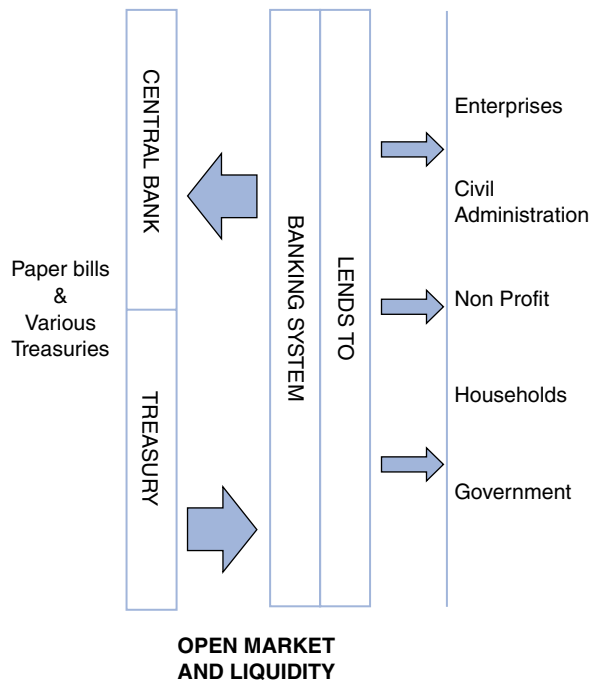 Paper bills
&
Various
Treasuries
CENTRAL BANK
TREASURY
BANKING SYSTEM
LENDS TO
Enterprises
Civil
Administration
Non Profit
Households
Government
OPEN MARKET
AND LIQUIDITY